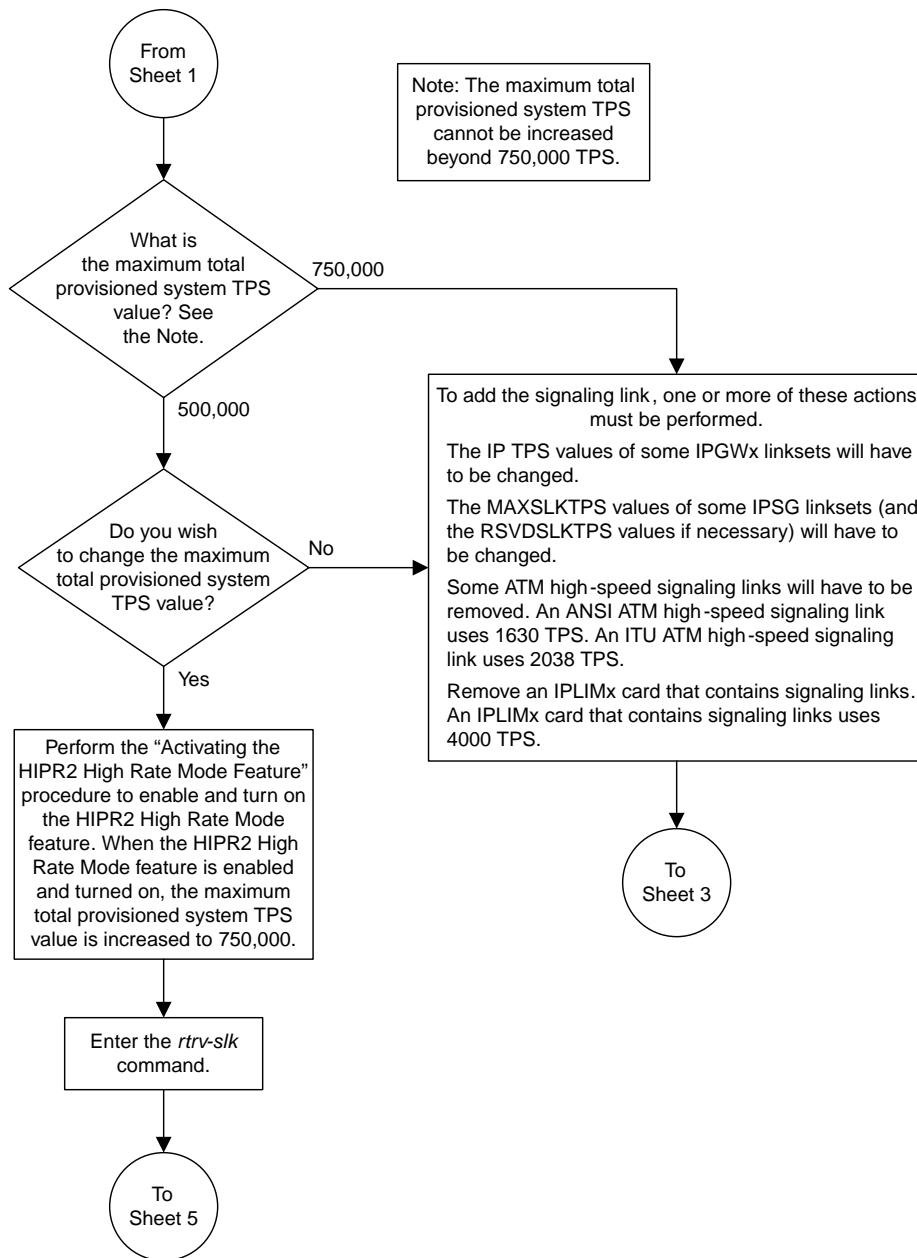 From
Sheet 1
Note: The maximum total
provisioned system TPS
cannot be increased
beyond 750,000 TPS.
What is
the maximum total
provisioned system TPS
value? See
the Note.
750,000
500,000
To add the signaling link, one or more of these actions
must be performed.
The IP TPS values of some IPGWx linksets will have
to be changed.
The MAXSLKTPS values of some IPSG linksets (and
the RSVDSLKTPS values if necessary) will have to
be changed.
Some ATM high-speed signaling links will have to be
removed. An ANSI ATM high-speed signaling link
uses 1630 TPS. An ITU ATM high-speed signaling
link uses 2038 TPS.
Remove an IPLIMx card that contains signaling links.
An IPLIMx card that contains signaling links uses
4000 TPS.
Do you wish
to change the maximum
total provisioned system
TPS value?
No
Yes
Perform the “Activating the
HIPR2 High Rate Mode Feature”
procedure to enable and turn on
the HIPR2 High Rate Mode
feature. When the HIPR2 High
Rate Mode feature is enabled
and turned on, the maximum
total provisioned system TPS
value is increased to 750,000.
To
Sheet 3
Enter the rtrv-slk
command.
To
Sheet 5